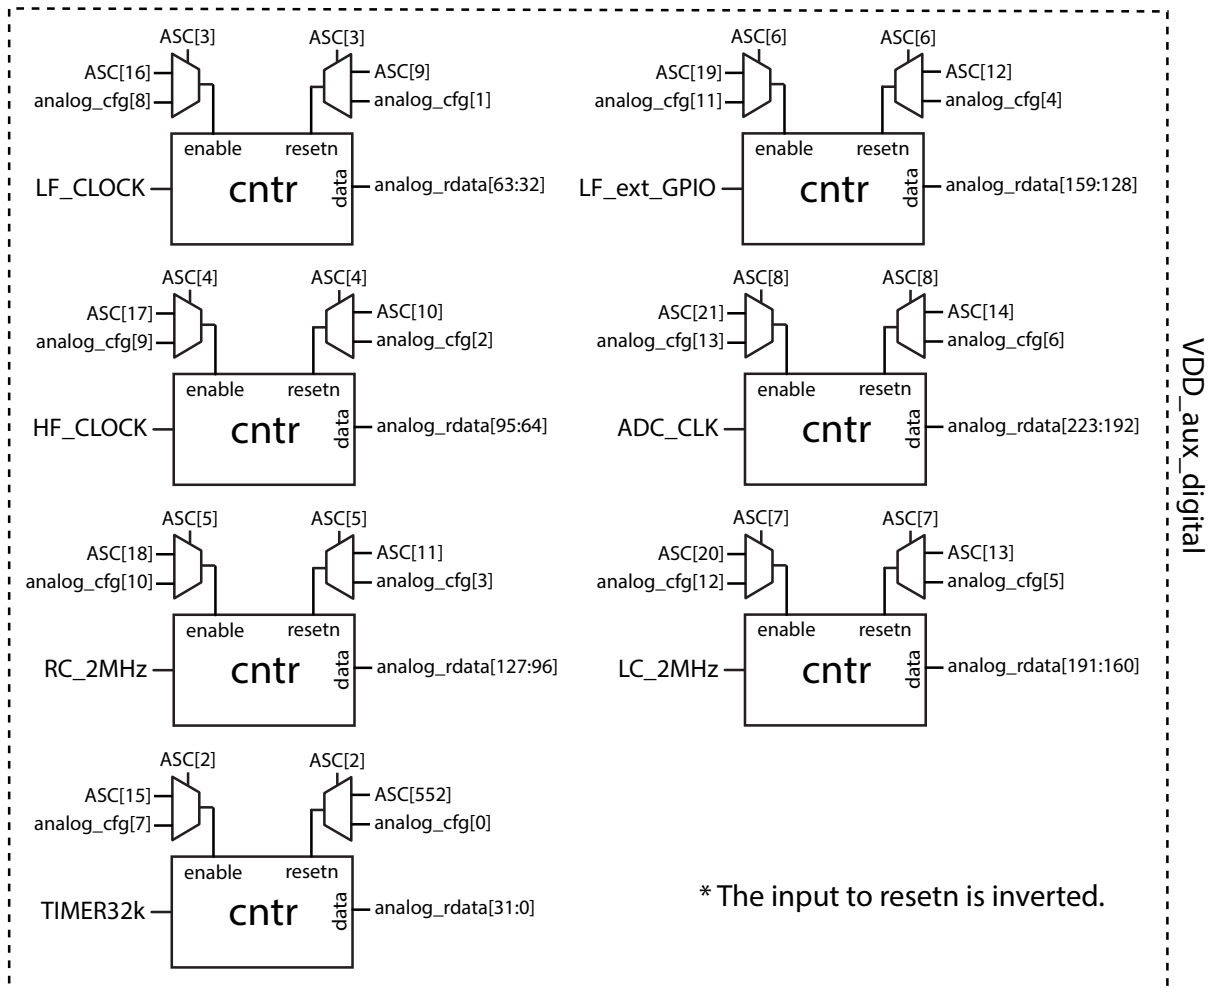 ASC[3]
ASC[3]
ASC[16]
analog_cfg[8]
ASC[9]
analog_cfg[1]
enable
resetn
LF_CLOCK
cntr
data
analog_rdata[63:32]
ASC[6]
ASC[6]
ASC[19]
analog_cfg[11]
ASC[12]
analog_cfg[4]
enable
resetn
LF_ext_GPIO
cntr
data
analog_rdata[159:128]
ASC[4]
ASC[4]
ASC[17]
analog_cfg[9]
ASC[10]
analog_cfg[2]
enable
resetn
HF_CLOCK
cntr
data
analog_rdata[95:64]
ASC[8]
ASC[8]
ASC[21]
analog_cfg[13]
ASC[14]
analog_cfg[6]
enable
resetn
ADC_CLK
cntr
data
analog_rdata[223:192]
ASC[5]
ASC[5]
ASC[18]
analog_cfg[10]
ASC[11]
analog_cfg[3]
enable
resetn
RC_2MHz
cntr
data
analog_rdata[127:96]
ASC[7]
ASC[7]
ASC[20]
analog_cfg[12]
ASC[13]
analog_cfg[5]
enable
resetn
LC_2MHz
cntr
data
analog_rdata[191:160]
ASC[2]
ASC[2]
ASC[15]
analog_cfg[7]
ASC[552]
analog_cfg[0]
enable
resetn
TIMER32k
cntr
data
analog_rdata[31:0]
* The input to resetn is inverted.
VDD_aux_digital